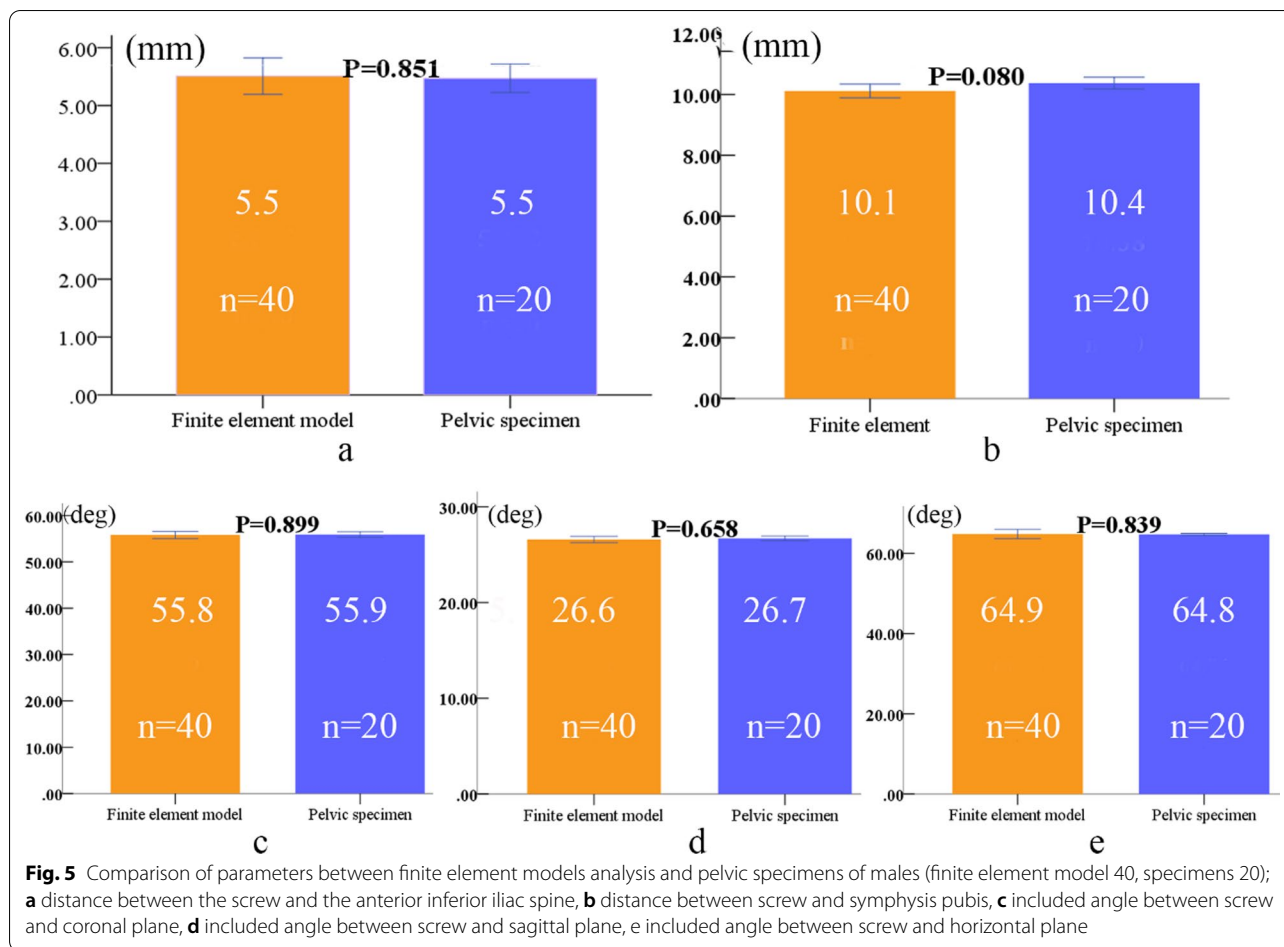 (mm)
6.00
5.00
4.00
3.00
2.00
1.00
.00
P=0.851
5.5
5.5
n=40
n=20
Finite element model
Pelvic specimen
a
(mm)
12.00
10.00
8.00
6.00
4.00
2.00
.00
P=0.080
10.1
10.4
n=40
n=20
Finite element
Pelvic specimen
b
(deg)
60.00
50.00
40.00
30.00
20.00
10.00
.00
P=0.899
55.8
55.9
n=40
n=20
Finite element model
Pelvic specimen
c
(deg)
30.00
20.00
10.00
.00
P=0.658
26.6
26.7
n=40
n=20
Finite element model
Pelvic specimen
d
(deg)
60.00
40.00
20.00
.00
P=0.839
64.9
64.8
n=40
n=20
Finite element model
Pelvic specimen
e
Fig. 5 Comparison of parameters between finite element models analysis and pelvic specimens of males (finite element model 40, specimens 20);
a distance between the screw and the anterior inferior iliac spine, b distance between screw and symphysis pubis, c included angle between screw
and coronal plane, d included angle between screw and sagittal plane, e included angle between screw and horizontal plane